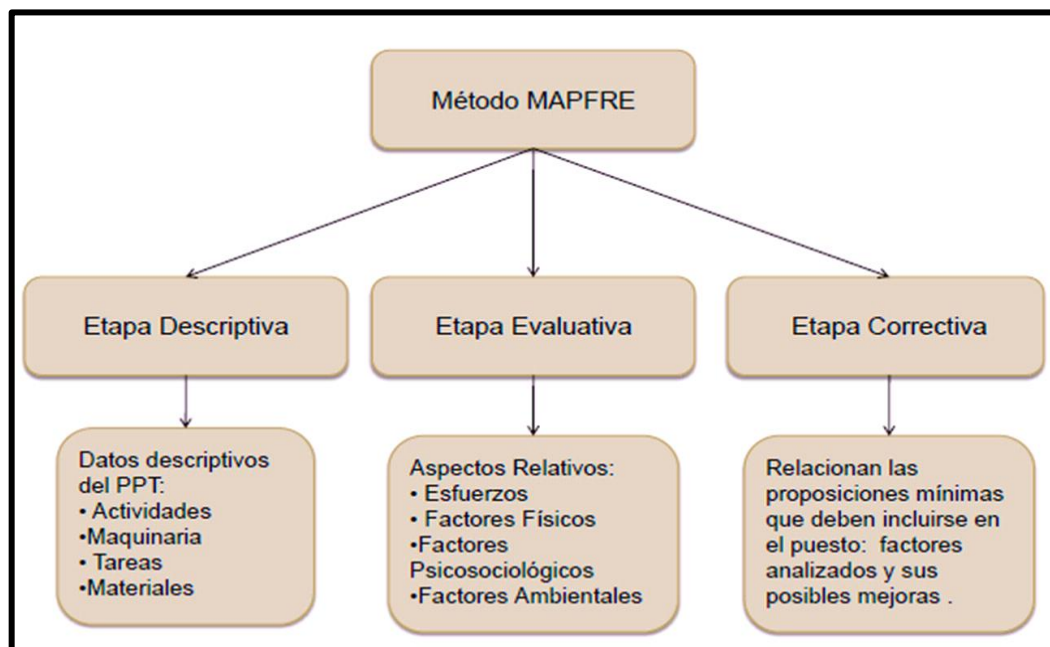 Método MAPFRE
Etapa Descriptiva
Etapa Evaluativa
Etapa Correctiva
Datos descriptivos
del PPT:
• Actividades
•Maquinaria
• Tareas
•Materiales
Aspectos Relativos:
• Esfuerzos
• Factores Físicos
•Factores
Psicosociológicos
•Factores Ambientales
Relacionan las
proposiciones mínimas
que deben incluirse en
el puesto: factores
analizados y sus
posibles mejoras .